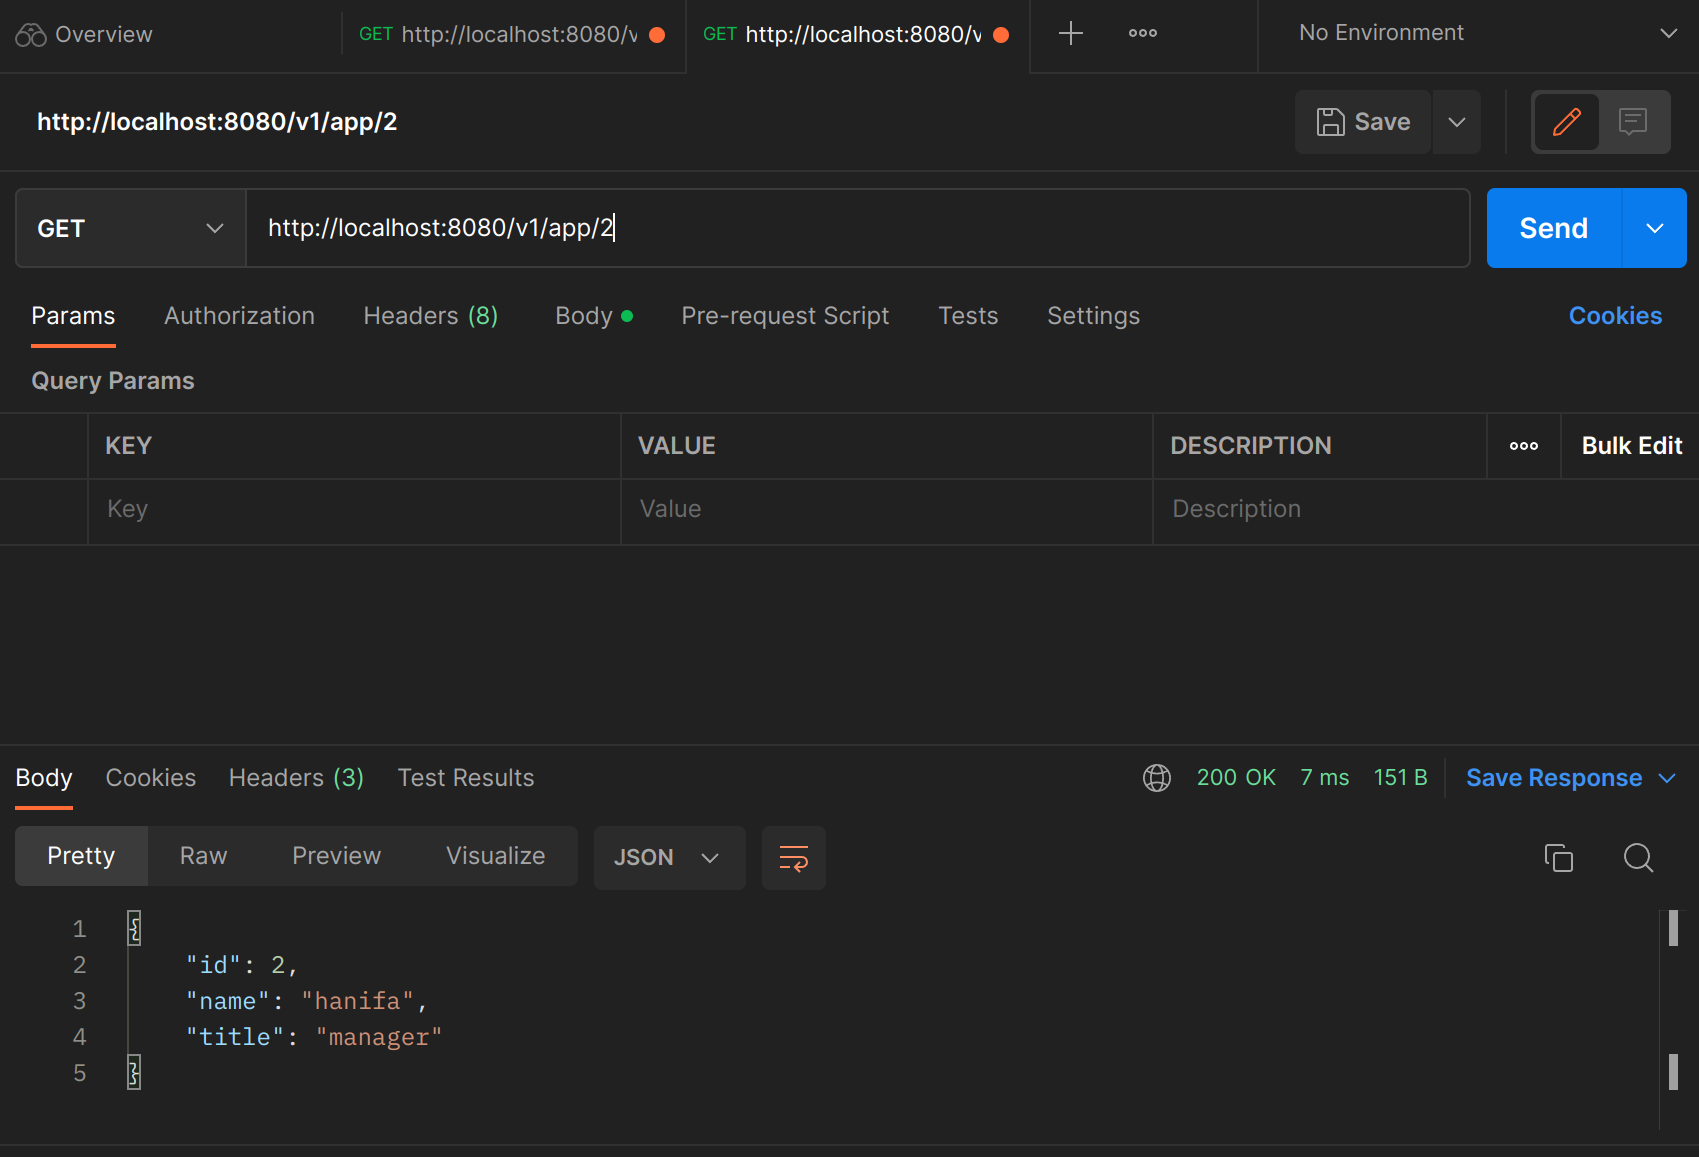 Overview
GET http://localhost:8080/v
GET http://localhost:8080/v
No Environment
http://localhost:8080/v1/app/2
Save
GET
http://localhost:8080/v1/app/2
Send
Params Authorization Headers (8) Body Pre-request Script Tests Settings Cookies
Query Params
KEY VALUE DESCRIPTION Bulk Edit
Key Value Description
Body Cookies Headers (3) Test Results 200 OK 7 ms 151 B Save Response
Pretty Raw Preview Visualize JSON
1 {
2 "id": 2,
3 "name": "hanifa",
4 "title": "manager"
5 }